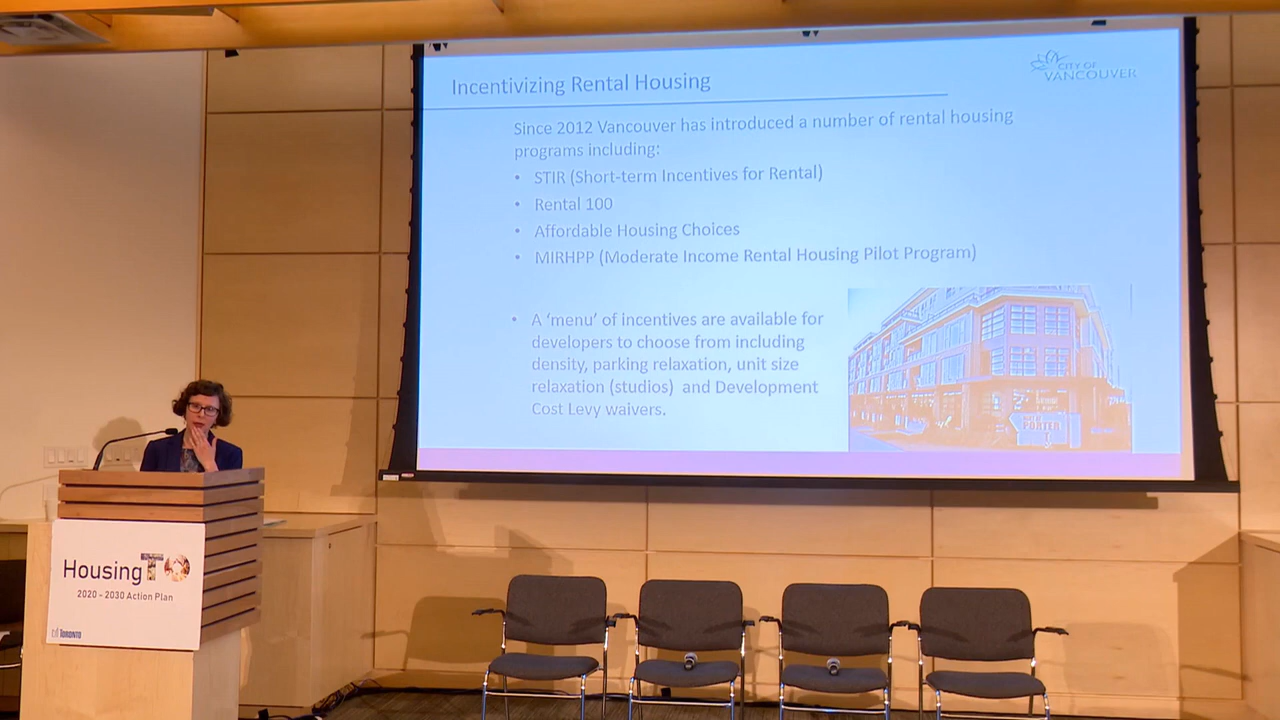 Incentivizing Rental Housing
CITY OF
VANCOUVER
Since 2012 Vancouver has introduced a number of rental housing
programs including:
• STIR (Short-term Incentives for Rental)
• Rental 100
• Affordable Housing Choices
• MIRHPP (Moderate Income Rental Housing Pilot Program)
• A ‘menu’ of incentives are available for
developers to choose from including
density, parking relaxation, unit size
relaxation (studios) and Development
Cost Levy waivers.
PORTER
HousingTO
2020 - 2030 Action Plan
TORONTO